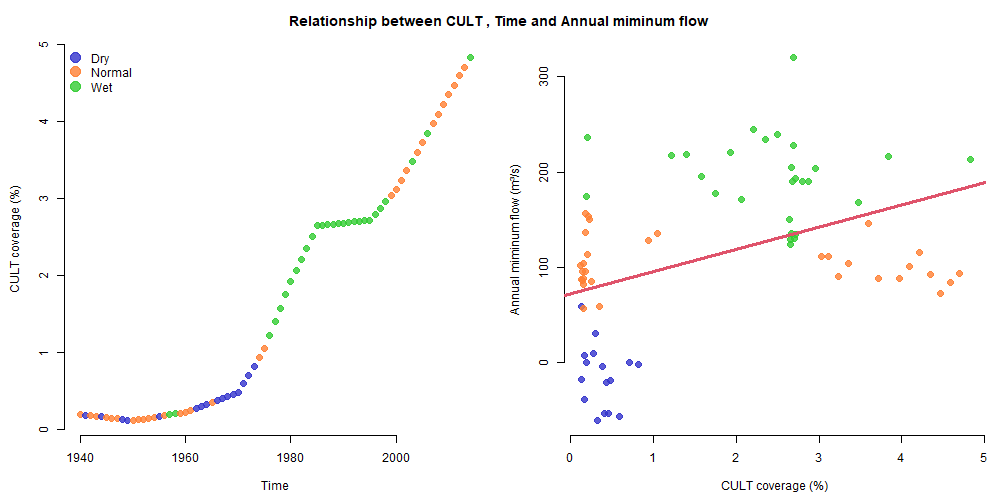 Relationship between CULT , Time and Annual miminum flow
Dry
Normal
Wet
CULT coverage (%)
5
4
3
2
1
0
1940
1960
1980
2000
Time
Annual miminum flow (m³/s)
300
200
100
0
0
1
2
3
4
5
CULT coverage (%)